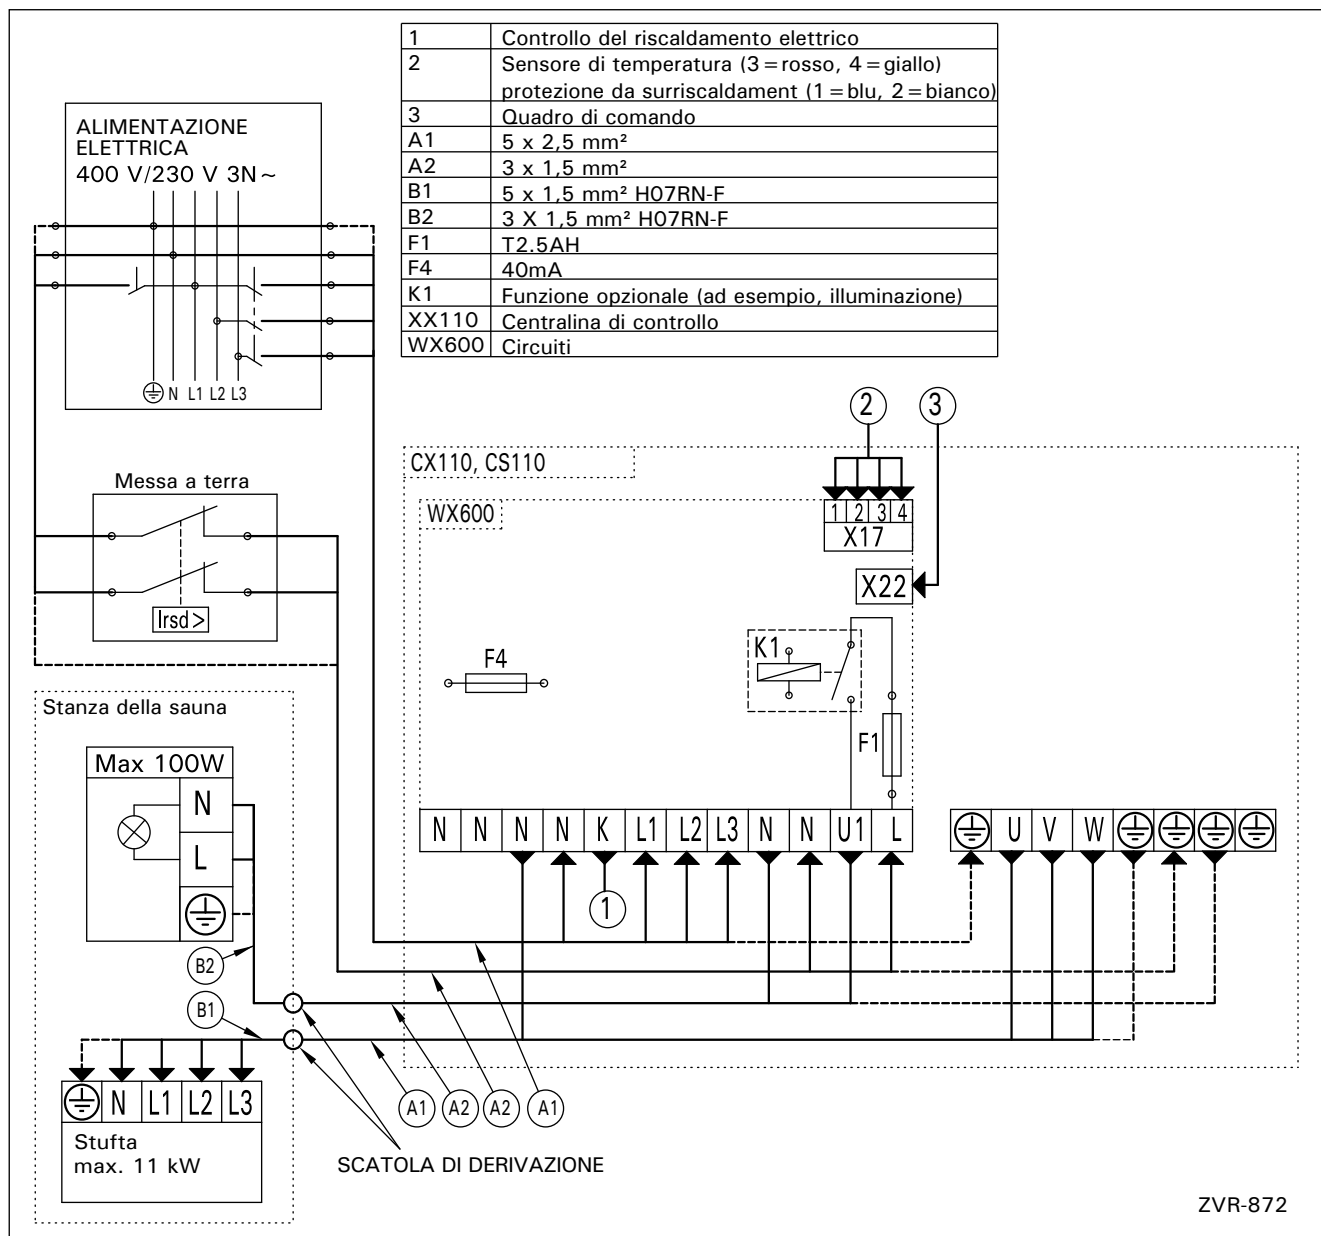 1 Controllo del riscaldamento elettrico
2 Sensore di temperatura (3=rosso, 4=giallo)
protezione da surriscaldament (1=blu, 2=bianco)
3 Quadro di comando
A1 5 x 2,5 mm²
A2 3 x 1,5 mm²
B1 5 x 1,5 mm² H07RN-F
B2 3 X 1,5 mm² H07RN-F
F1 T2.5AH
F4 40mA
K1 Funzione opzionale (ad esempio, illuminazione)
XX110 Centralina di controllo
WX600 Circuiti
ALIMENTAZIONE
ELETTRICA
400 V/230 V 3N~
N L1 L2 L3
2 3
CX110, CS110
Messa a terra
WX600
1 2 3 4
X17
X22
Irsd>
K1
F4
F1
Stanza della sauna
Max 100W
N
L
N N N N K L1 L2 L3 N N U1 L
U V W
1
B2
B1
N L1 L2 L3
A1 A2 A2 A1
Stufta
max. 11 kW
SCATOLA DI DERIVAZIONE
ZVR-872